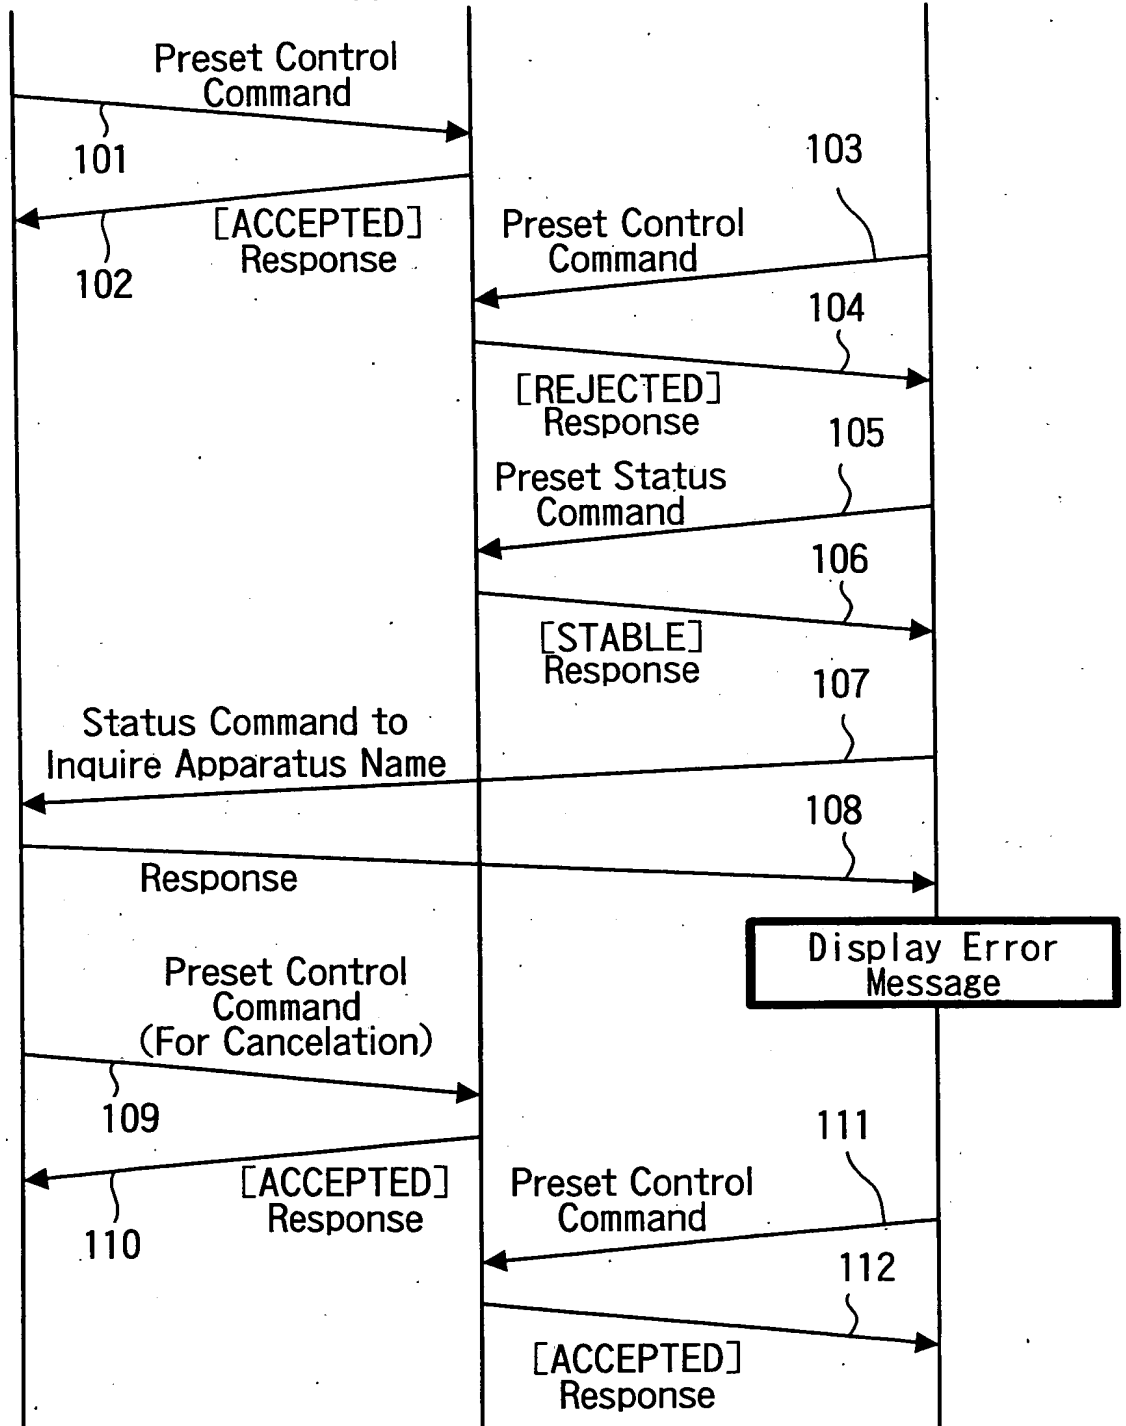 Preset Control
Command
101
103
[ACCEPTED]
Response
102
Preset Control
Command
104
[REJECTED]
Response
105
Preset Status
Command
106
[STABLE]
Response
107
Status Command to
Inquire Apparatus Name
108
Response
Display Error
Message
Preset Control
Command
(For Cancelation)
109
111
[ACCEPTED]
Response
110
Preset Control
Command
112
[ACCEPTED]
Response